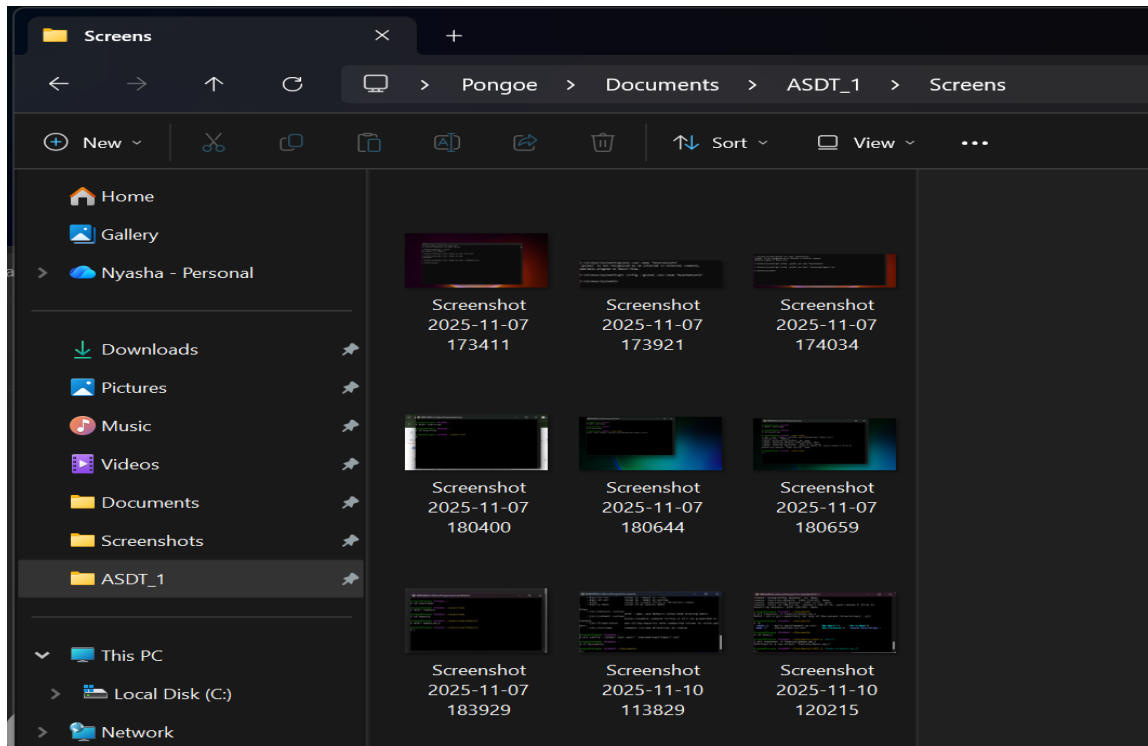 Screens
Pongoe > Documents > ASDT_1 > Screens
New
Sort
View
Home
Gallery
Nyasha - Personal
Downloads
Pictures
Music
Videos
Documents
Screenshots
ASDT_1
This PC
Local Disk (C:)
Network
Screenshot
2025-11-07
173411
Screenshot
2025-11-07
173921
Screenshot
2025-11-07
174034
Screenshot
2025-11-07
180400
Screenshot
2025-11-07
180644
Screenshot
2025-11-07
180659
Screenshot
2025-11-07
183929
Screenshot
2025-11-10
113829
Screenshot
2025-11-10
120215